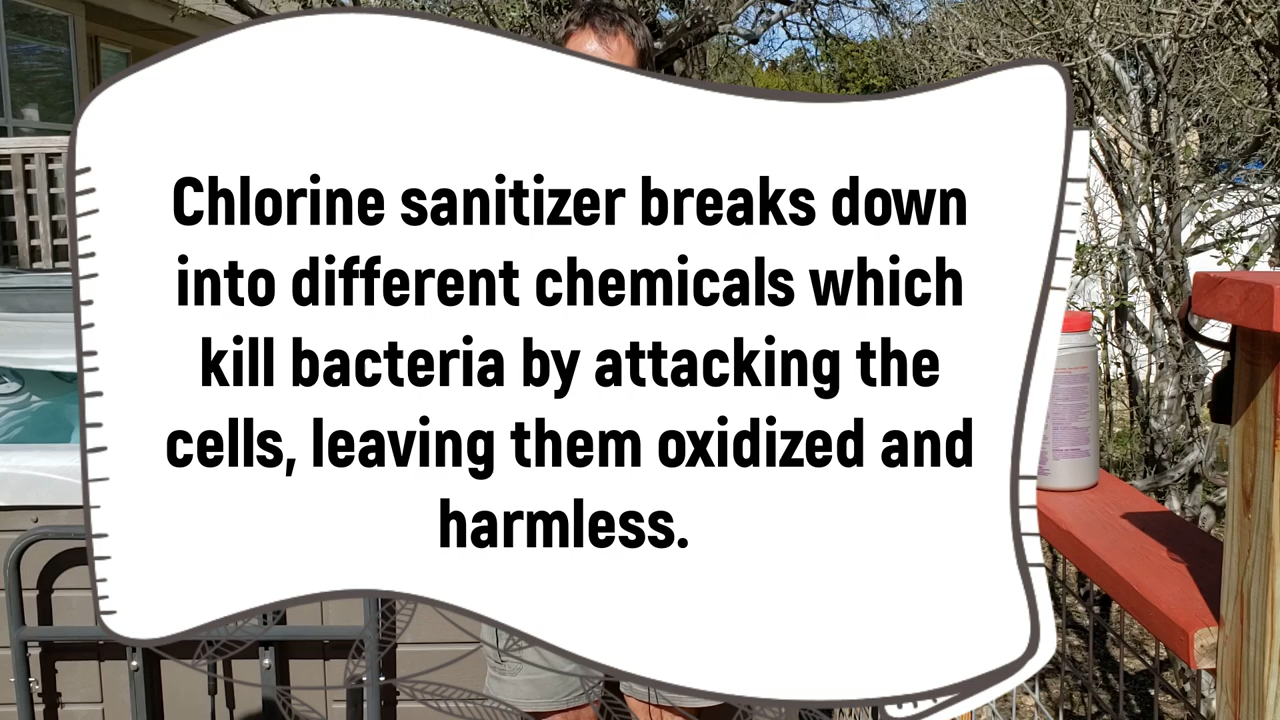 Chlorine sanitizer breaks down
into different chemicals which
kill bacteria by attacking the
cells, leaving them oxidized and
harmless.